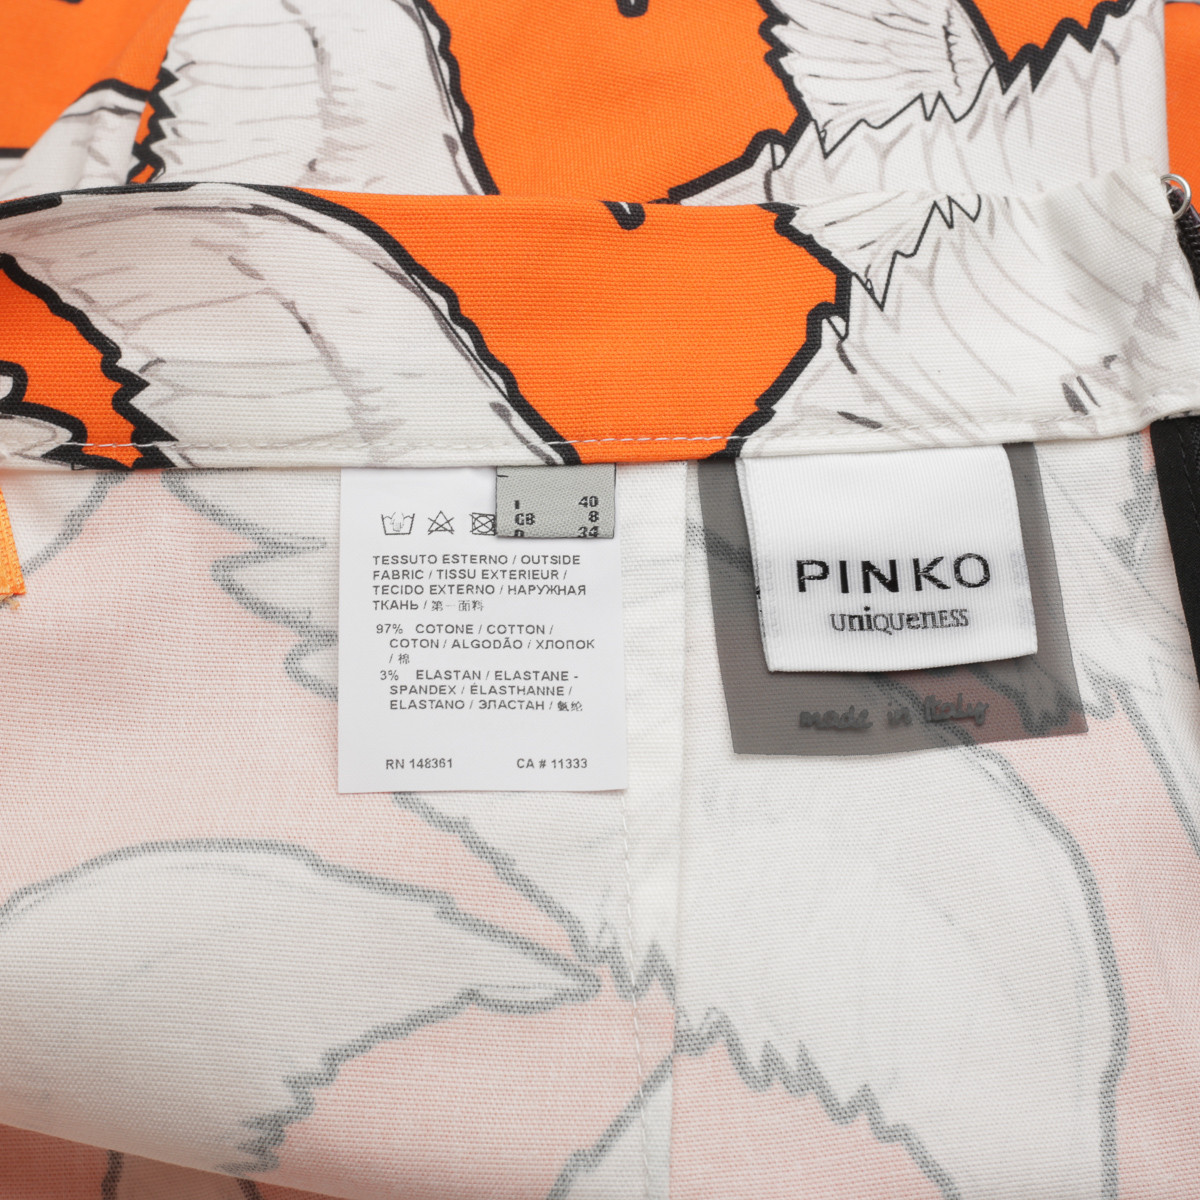 I 40
GB 8
D 34
TESSUTO ESTERNO / OUTSIDE
FABRIC / TISSU EXTERIEUR /
TECIDO EXTERNO / НАРУЖНАЯ
ТКАНЬ / 第一面料
97% COTONE / COTTON /
COTON / ALGODÃO / ХЛОПОК
/ 棉
3% ELASTAN / ELASTANE -
SPANDEX / ÉLASTHANNE /
ELASTANO / ЭЛАСТАН / 氨纶
RN 148361 CA # 11333
PINKO
uniQUenESS
made in Italy